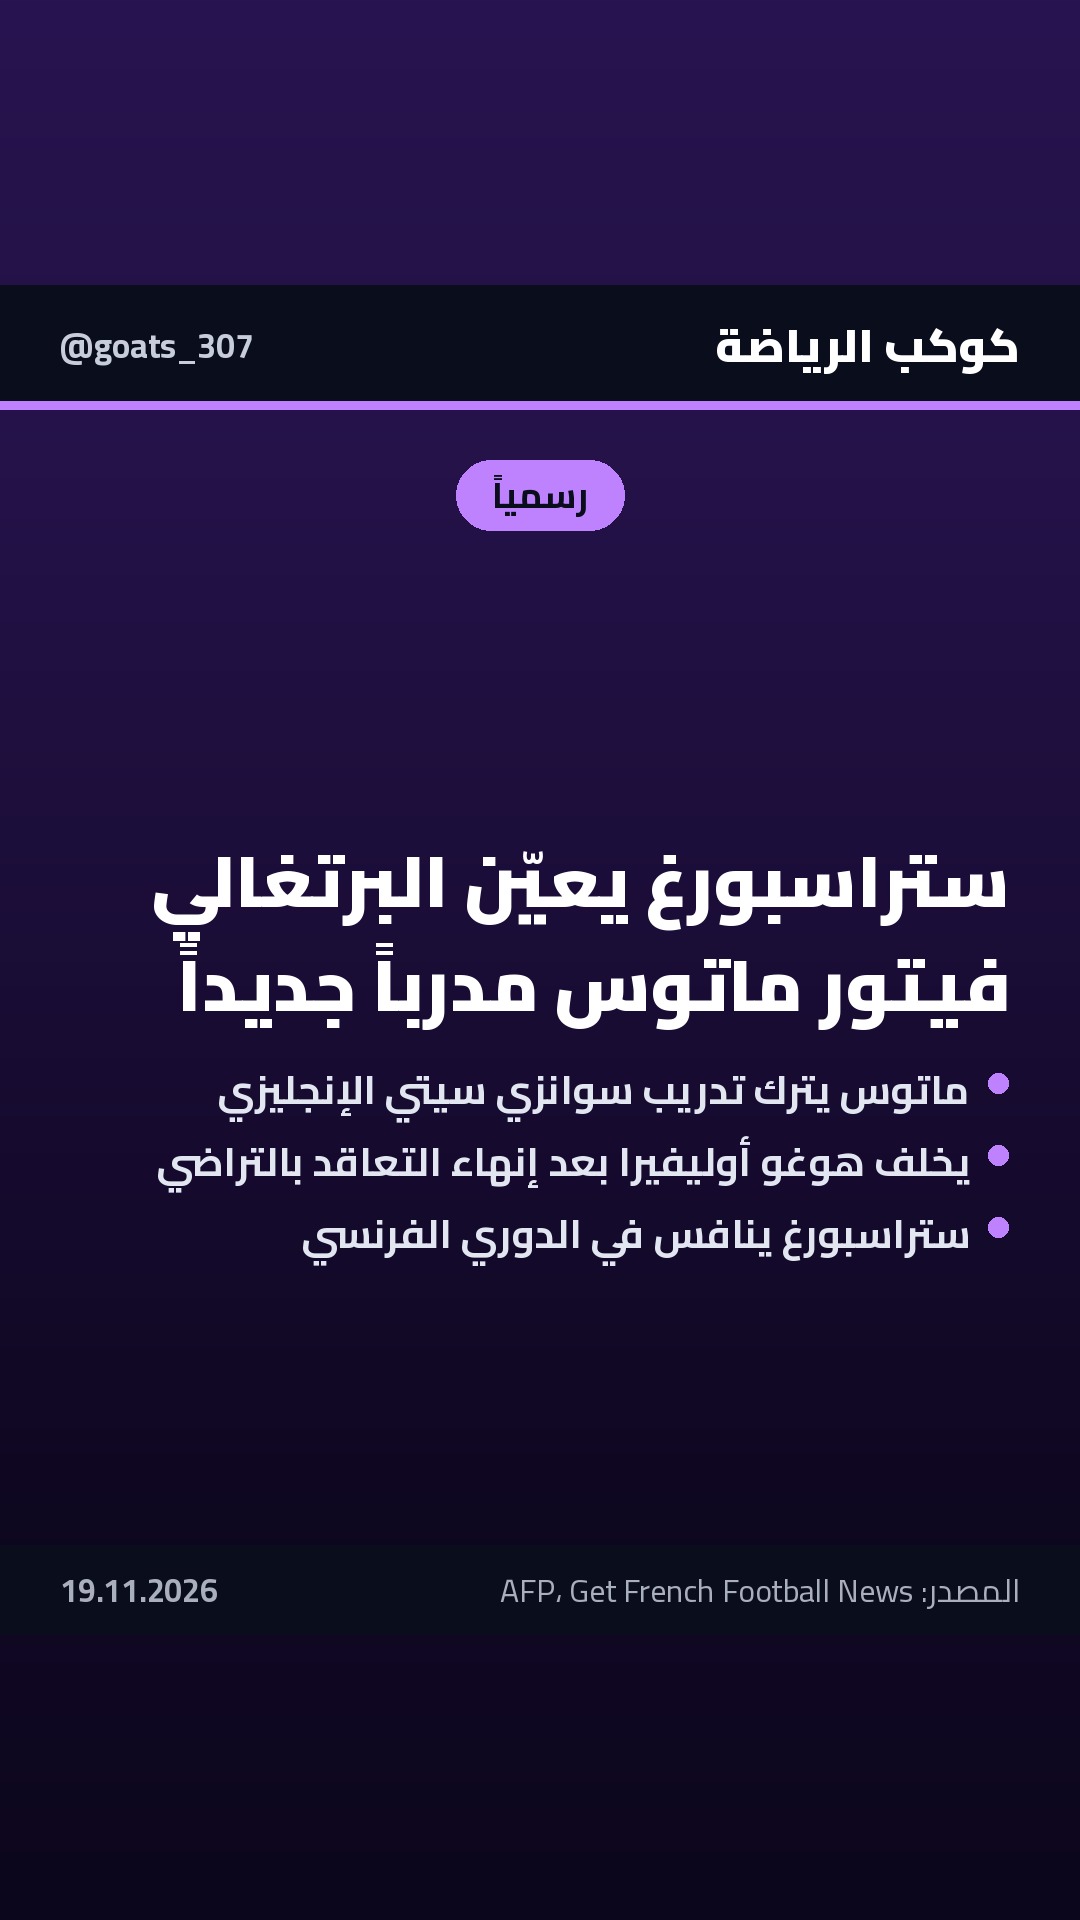 كوكب الرياضة
@goats_307
رسمياً
ستراسبورغ يعيّن البرتغالي
فيتور ماتوس مدرباً جديداً
ماتوس يترك تدريب سوانزي سيتي الإنجليزي
يخلف هوغو أوليفيرا بعد إنهاء التعاقد بالتراضي
ستراسبورغ ينافس في الدوري الفرنسي
المصدر: AFP، Get French Football News
19.11.2026